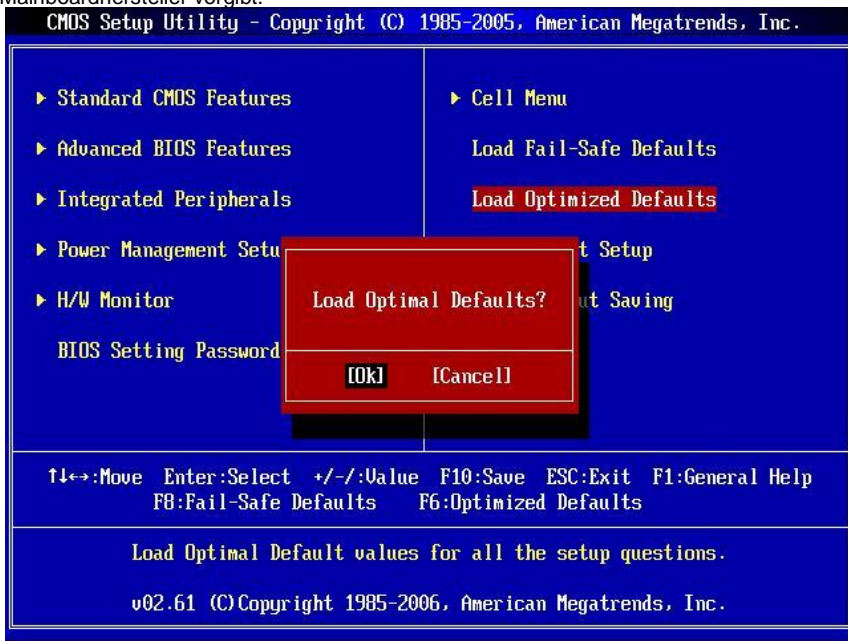 Mainboardhersteller vorgibt.
CMOS Setup Utility - Copyright (C) 1985-2005, American Megatrends, Inc.
▶ Standard CMOS Features
▶ Advanced BIOS Features
▶ Integrated Peripherals
▶ Power Management Setu
▶ H/W Monitor
BIOS Setting Password
▶ Cell Menu
Load Fail-Safe Defaults
Load Optimized Defaults
t Setup
ut Saving
Load Optimal Defaults?
[Ok] [Cancel]
↑↓←→:Move Enter:Select +/-/:Value F10:Save ESC:Exit F1:General Help
F8:Fail-Safe Defaults F6:Optimized Defaults
Load Optimal Default values for all the setup questions.
v02.61 (C)Copyright 1985-2006, American Megatrends, Inc.